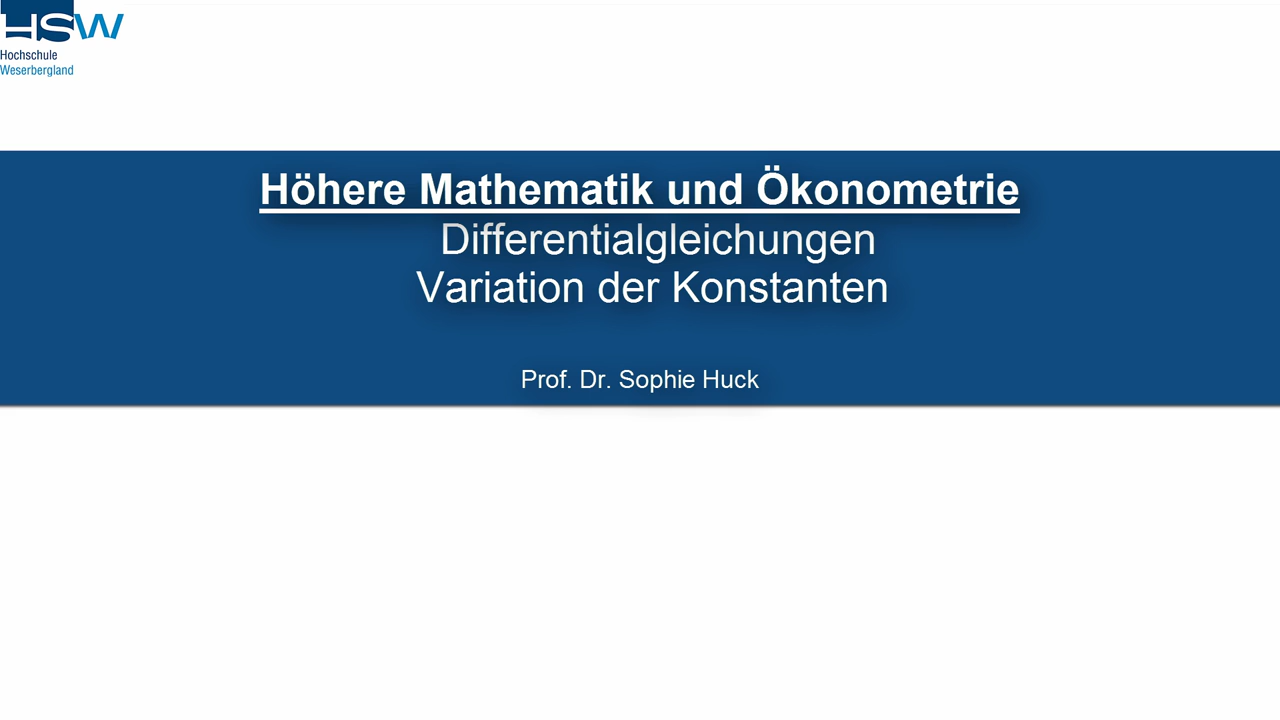 HSW
Hochschule
Weserbergland
Höhere Mathematik und Ökonometrie
Differentialgleichungen
Variation der Konstanten
Prof. Dr. Sophie Huck